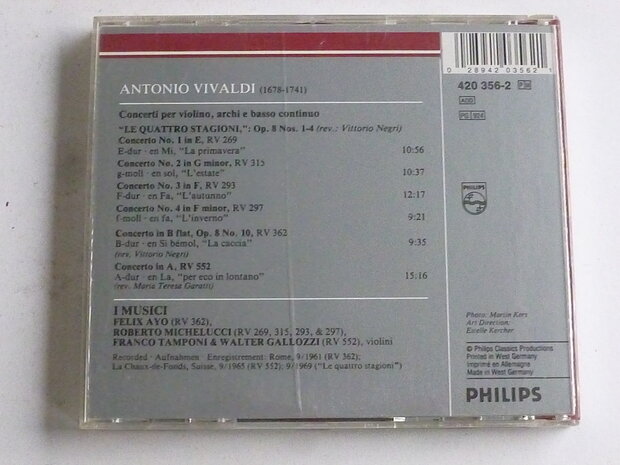 0 28942 03562 1
420 356-2 PM
ADD
PG 924
PHILIPS
ANTONIO VIVALDI (1678-1741)
Concerti per violino, archi e basso continuo
“LE QUATTRO STAGIONI,”: Op. 8 Nos. 1-4 (rev.: Vittorio Negri)
Concerto No. 1 in E, RV 269
E-dur · en Mi, “La primavera” 10:56
Concerto No. 2 in G minor, RV 315
g-moll · en sol, “L'estate” 10:37
Concerto No. 3 in F, RV 293
F-dur · en Fa, “L'autunno” 12:17
Concerto No. 4 in F minor, RV 297
f-moll · en fa, “L'inverno” 9:21
Concerto in B flat, Op. 8 No. 10, RV 362
B-dur · en Si bémol, “La caccia” 9:35
(rev. Vittorio Negri)
Concerto in A, RV 552
A-dur · en La, “per eco in lontano” 15:16
(rev. Maria Teresa Garatti)
I MUSICI
FELIX AYO (RV 362),
ROBERTO MICHELUCCI (RV 269, 315, 293, & 297),
FRANCO TAMPONI & WALTER GALLOZZI (RV 552), violini
Recorded · Aufnahmen · Enregistrement: Rome, 9/1961 (RV 362);
La Chaux-de-Fonds, Suisse, 9/1965 (RV 552); 9/1969 (“Le quattro stagioni”)
Photo: Martin Kers
Art Direction:
Estelle Kercher
℗ Philips Classics Productions
Printed in West Germany
Imprimé en Allemagne
Made in West Germany
PHILIPS